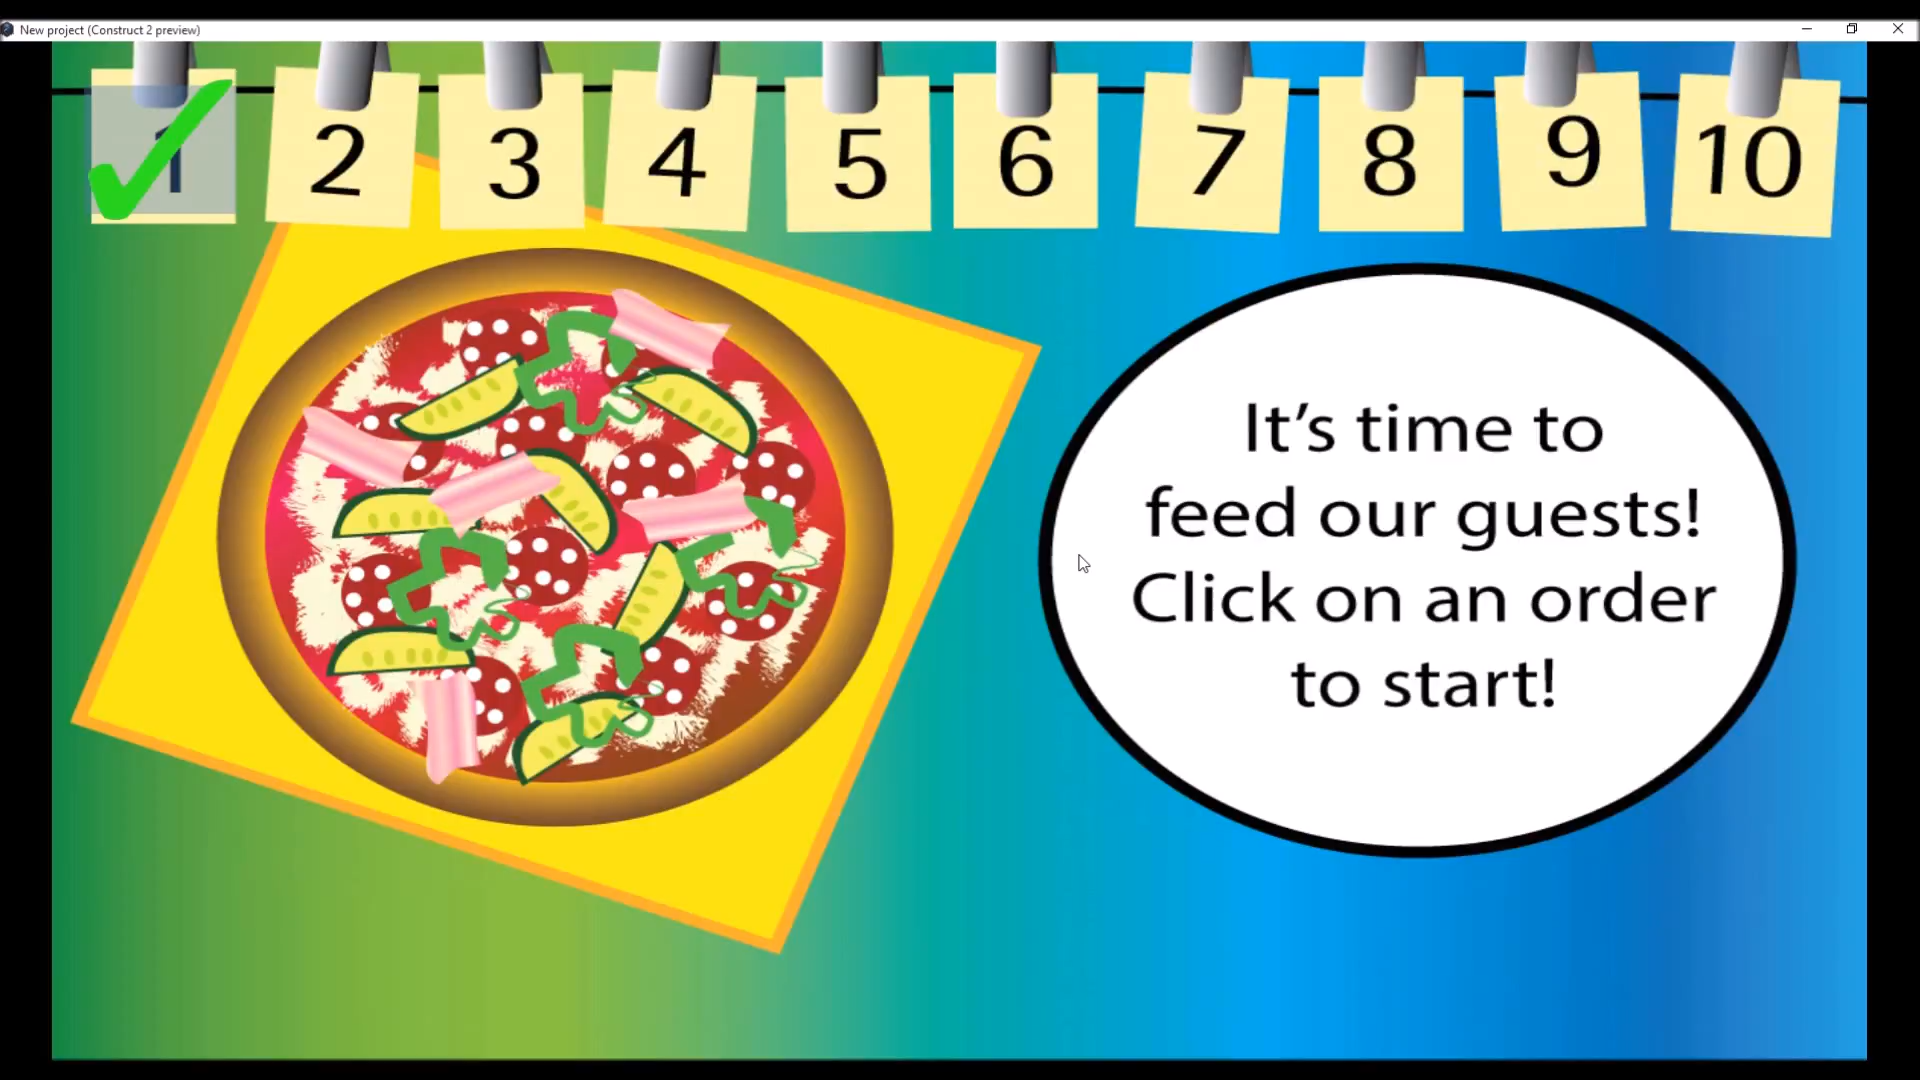 New project (Construct 2 preview)
1 2 3 4 5 6 7 8 9 10
It’s time to
feed our guests!
Click on an order
to start!